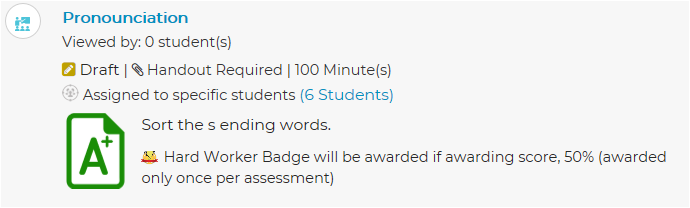 Pronounciation
Viewed by: 0 student(s)
Draft | Handout Required | 100 Minute(s)
Assigned to specific students (6 Students)
A+
Sort the s ending words.
Hard Worker Badge will be awarded if awarding score, 50% (awarded
only once per assessment)